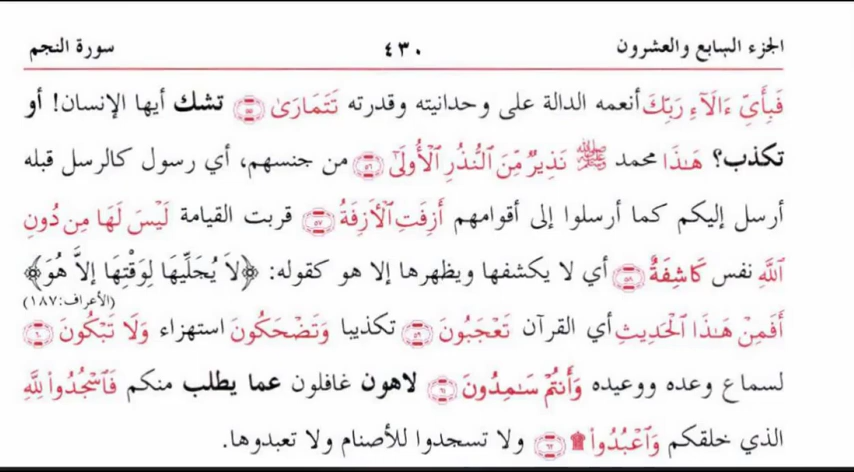 الجزء السابع والعشرون ٤٣٠ سورة النجم
فَبِأَيِّ ءَالَآءِ رَبِّكَ أنعمه الدالة على وحدانيته وقدرته تَتَمَارَىٰ ۝٥٥ تشك أيها الإنسان! أو
تكذب؟ هَـٰذَا محمد ﷺ نَذِيرٌ مِّنَ ٱلنُّذُرِ ٱلْأُولَىٰٓ ۝٥٦ من جنسهم، أي رسول كالرسل قبله
أرسل إليكم كما أرسلوا إلى أقوامهم أَزِفَتِ ٱلْأَزِفَةُ ۝٥٧ قربت القيامة لَيْسَ لَهَا مِن دُونِ
ٱللَّهِ نفس كَاشِفَةٌ ۝٥٨ أي لا يكشفها ويظهرها إلا هو كقوله: ﴿لاَ يُجَلِّيهَا لِوَقْتِهَا إلاَّ هُوَ﴾
(الأعراف:١٨٧)
أَفَمِنْ هَـٰذَا ٱلْحَدِيثِ أي القرآن تَعْجَبُونَ ۝٥٩ تكذيبا وَتَضْحَكُونَ استهزاء وَلَا تَبْكُونَ ۝٦٠
لسماع وعده ووعيده وَأَنتُمْ سَـٰمِدُونَ ۝٦١ لاهون غافلون عما يطلب منكم فَٱسْجُدُوا۟ لِلَّهِ
الذي خلقكم وَٱعْبُدُوا۟ ۩ ۝٦٢ ولا تسجدوا للأصنام ولا تعبدوها.